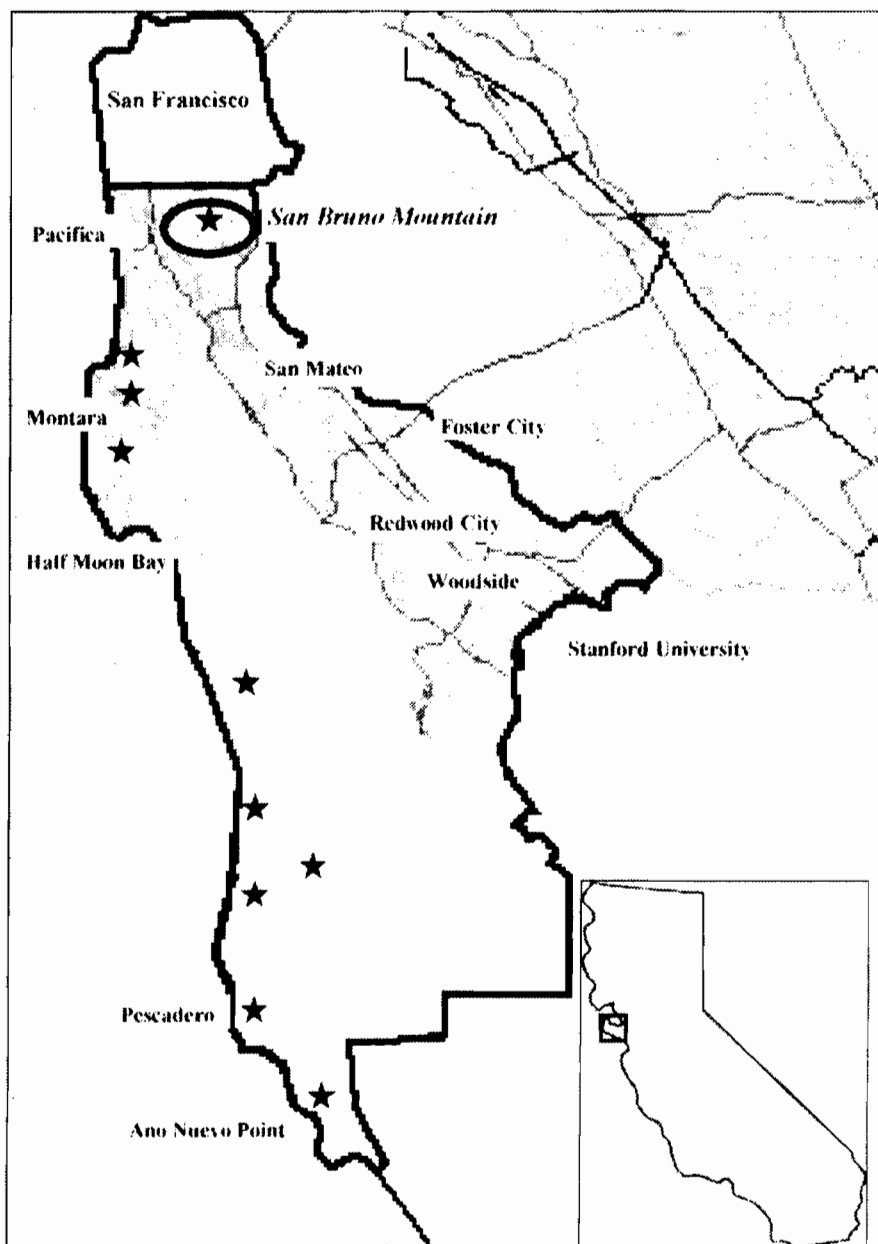 San Francisco
San Bruno Mountain
Pacifica
San Mateo
Montara
Foster City
Redwood City
Half Moon Bay
Woodside
Stanford University
Pescadero
Ano Nuevo Point